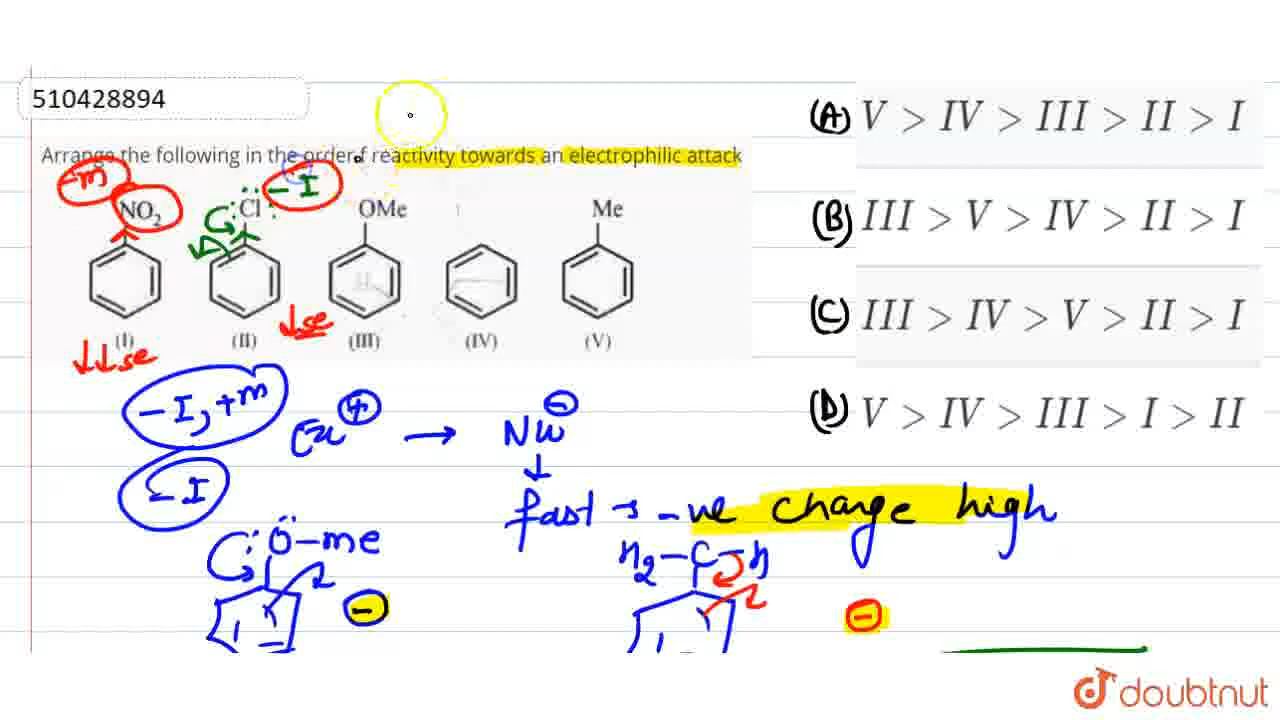 510428894
Arrange the following in the order of reactivity towards an electrophilic attack
-m
NO2
Cl
-I
OMe
Me
(I)
(II)
(III)
(IV)
(V)
↓↓se
↓se
(A) V > IV > III > II > I
(B) III > V > IV > II > I
(C) III > IV > V > II > I
(D) V > IV > III > I > II
-I, +m
-I
⊕ → Nu⊖
↓
fast → -ve charge high
O-me
H2-C-H
-
-
doubtnut